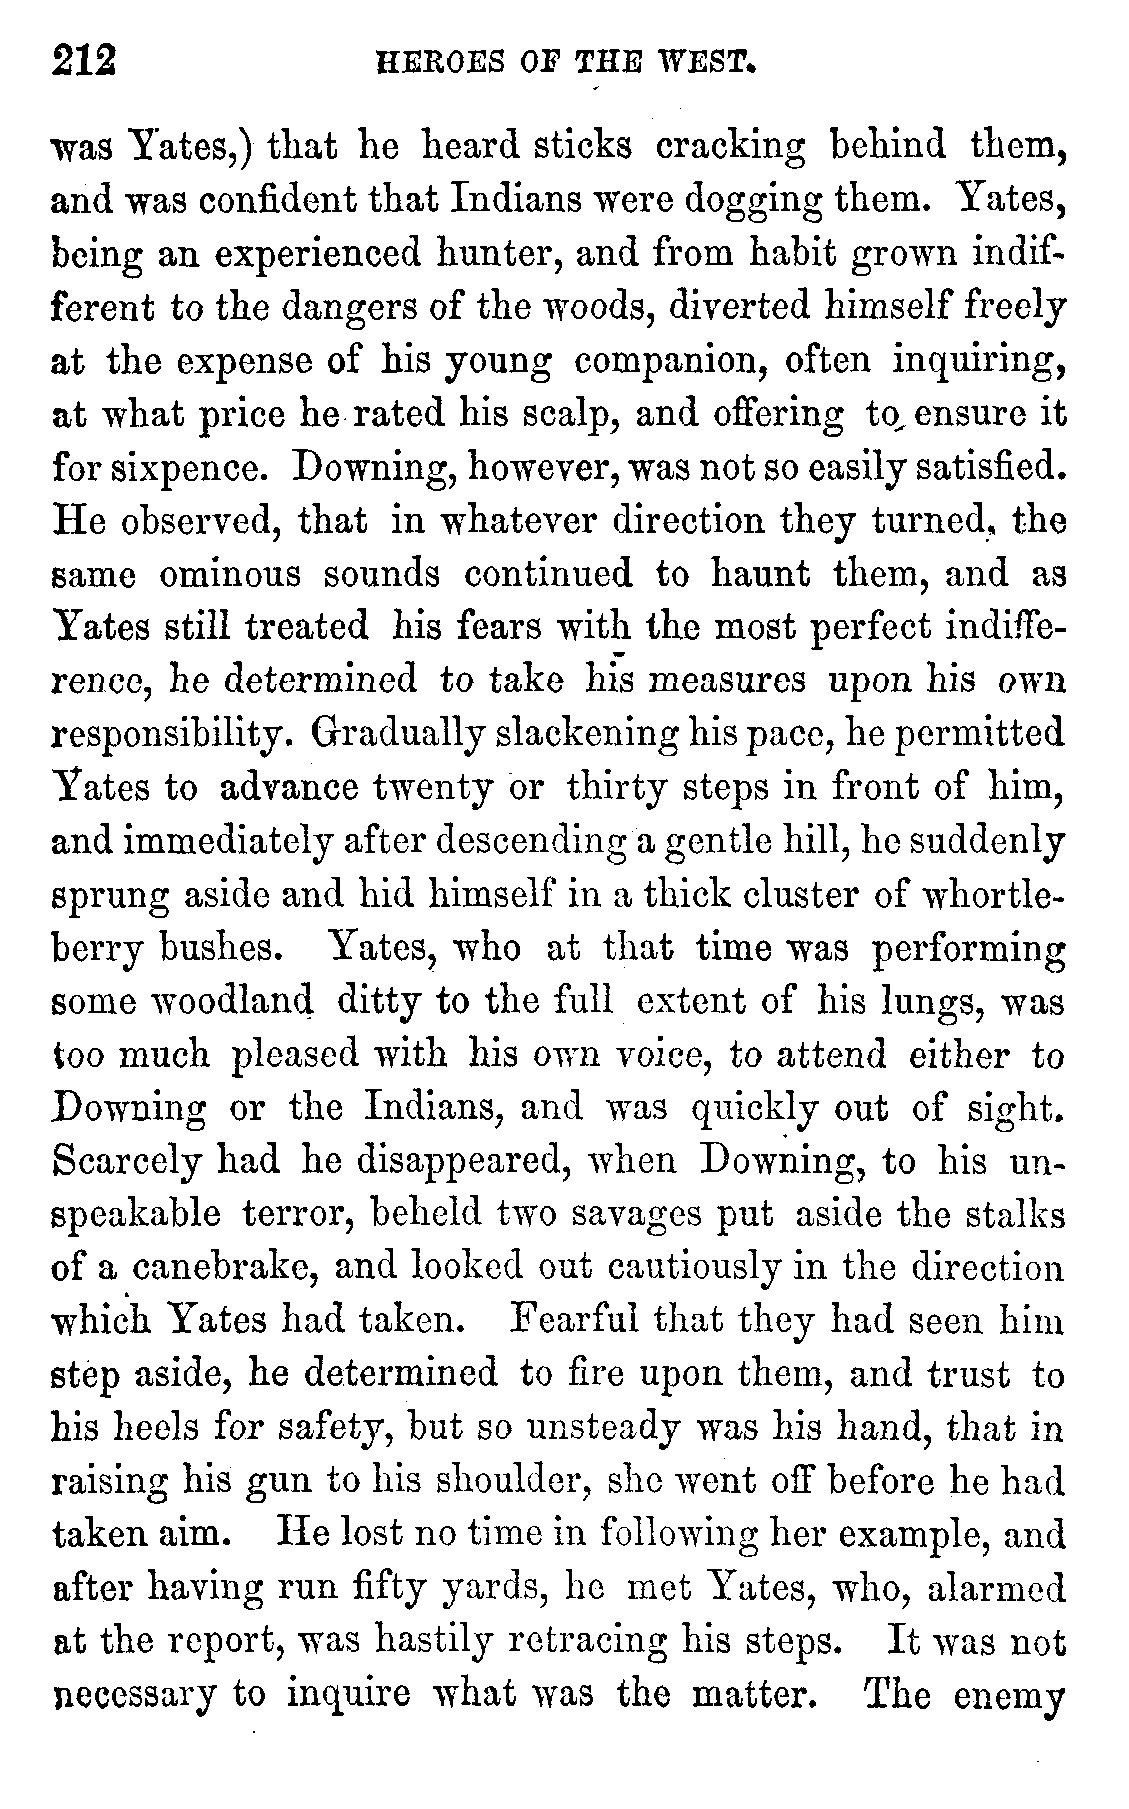 212 HEROES OF THE WEST.
was Yates,) that he heard sticks cracking behind them,
and was confident that Indians were dogging them. Yates,
being an experienced hunter, and from habit grown indif-
ferent to the dangers of the woods, diverted himself freely
at the expense of his young companion, often inquiring,
at what price he rated his scalp, and offering to ensure it
for sixpence. Downing, however, was not so easily satisfied.
He observed, that in whatever direction they turned, the
same ominous sounds continued to haunt them, and as
Yates still treated his fears with the most perfect indiffe-
rence, he determined to take his measures upon his own
responsibility. Gradually slackening his pace, he permitted
Yates to advance twenty or thirty steps in front of him,
and immediately after descending a gentle hill, he suddenly
sprung aside and hid himself in a thick cluster of whortle-
berry bushes. Yates, who at that time was performing
some woodland ditty to the full extent of his lungs, was
too much pleased with his own voice, to attend either to
Downing or the Indians, and was quickly out of sight.
Scarcely had he disappeared, when Downing, to his un-
speakable terror, beheld two savages put aside the stalks
of a canebrake, and looked out cautiously in the direction
which Yates had taken. Fearful that they had seen him
step aside, he determined to fire upon them, and trust to
his heels for safety, but so unsteady was his hand, that in
raising his gun to his shoulder, she went off before he had
taken aim. He lost no time in following her example, and
after having run fifty yards, he met Yates, who, alarmed
at the report, was hastily retracing his steps. It was not
necessary to inquire what was the matter. The enemy